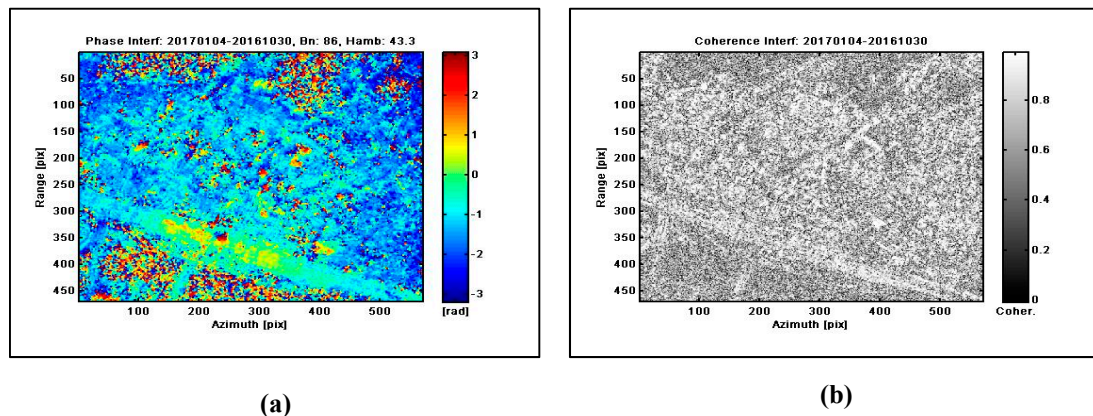 Phase Interf: 20170104-20161030, Bn: 86, Hamb: 43.3
50
100
150
200
250
300
350
400
450
Range [pix]
100 200 300 400 500
Azimuth [pix]
3
2
1
0
-1
-2
-3
[rad]
(a)
Coherence Interf: 20170104-20161030
50
100
150
200
250
300
350
400
450
Range [pix]
100 200 300 400 500
Azimuth [pix]
0.8
0.6
0.4
0.2
0
Coher.
(b)